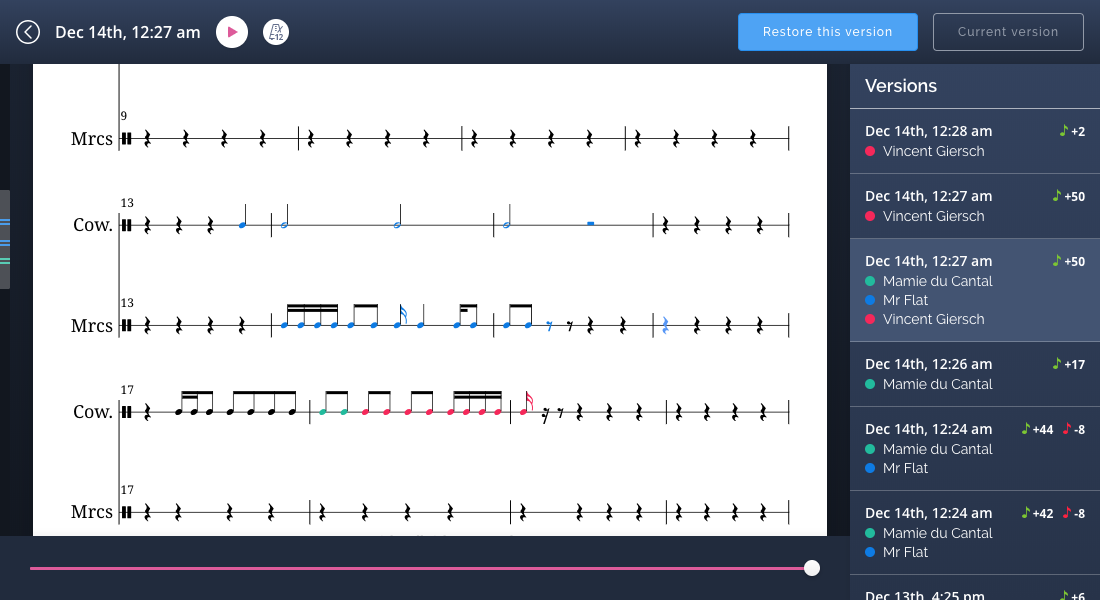 Dec 14th, 12:27 am
12
Restore this version
Current version
9
Mrcs
13
Cow.
13
Mrcs
17
Cow.
17
Mrcs
Versions
Dec 14th, 12:28 am +2
Vincent Giersch
Dec 14th, 12:27 am +50
Vincent Giersch
Dec 14th, 12:27 am +50
Mamie du Cantal
Mr Flat
Vincent Giersch
Dec 14th, 12:26 am +17
Mamie du Cantal
Dec 14th, 12:24 am +44 -8
Mamie du Cantal
Mr Flat
Dec 14th, 12:24 am +42 -8
Mamie du Cantal
Mr Flat
Dec 13th, 4:25 pm +6